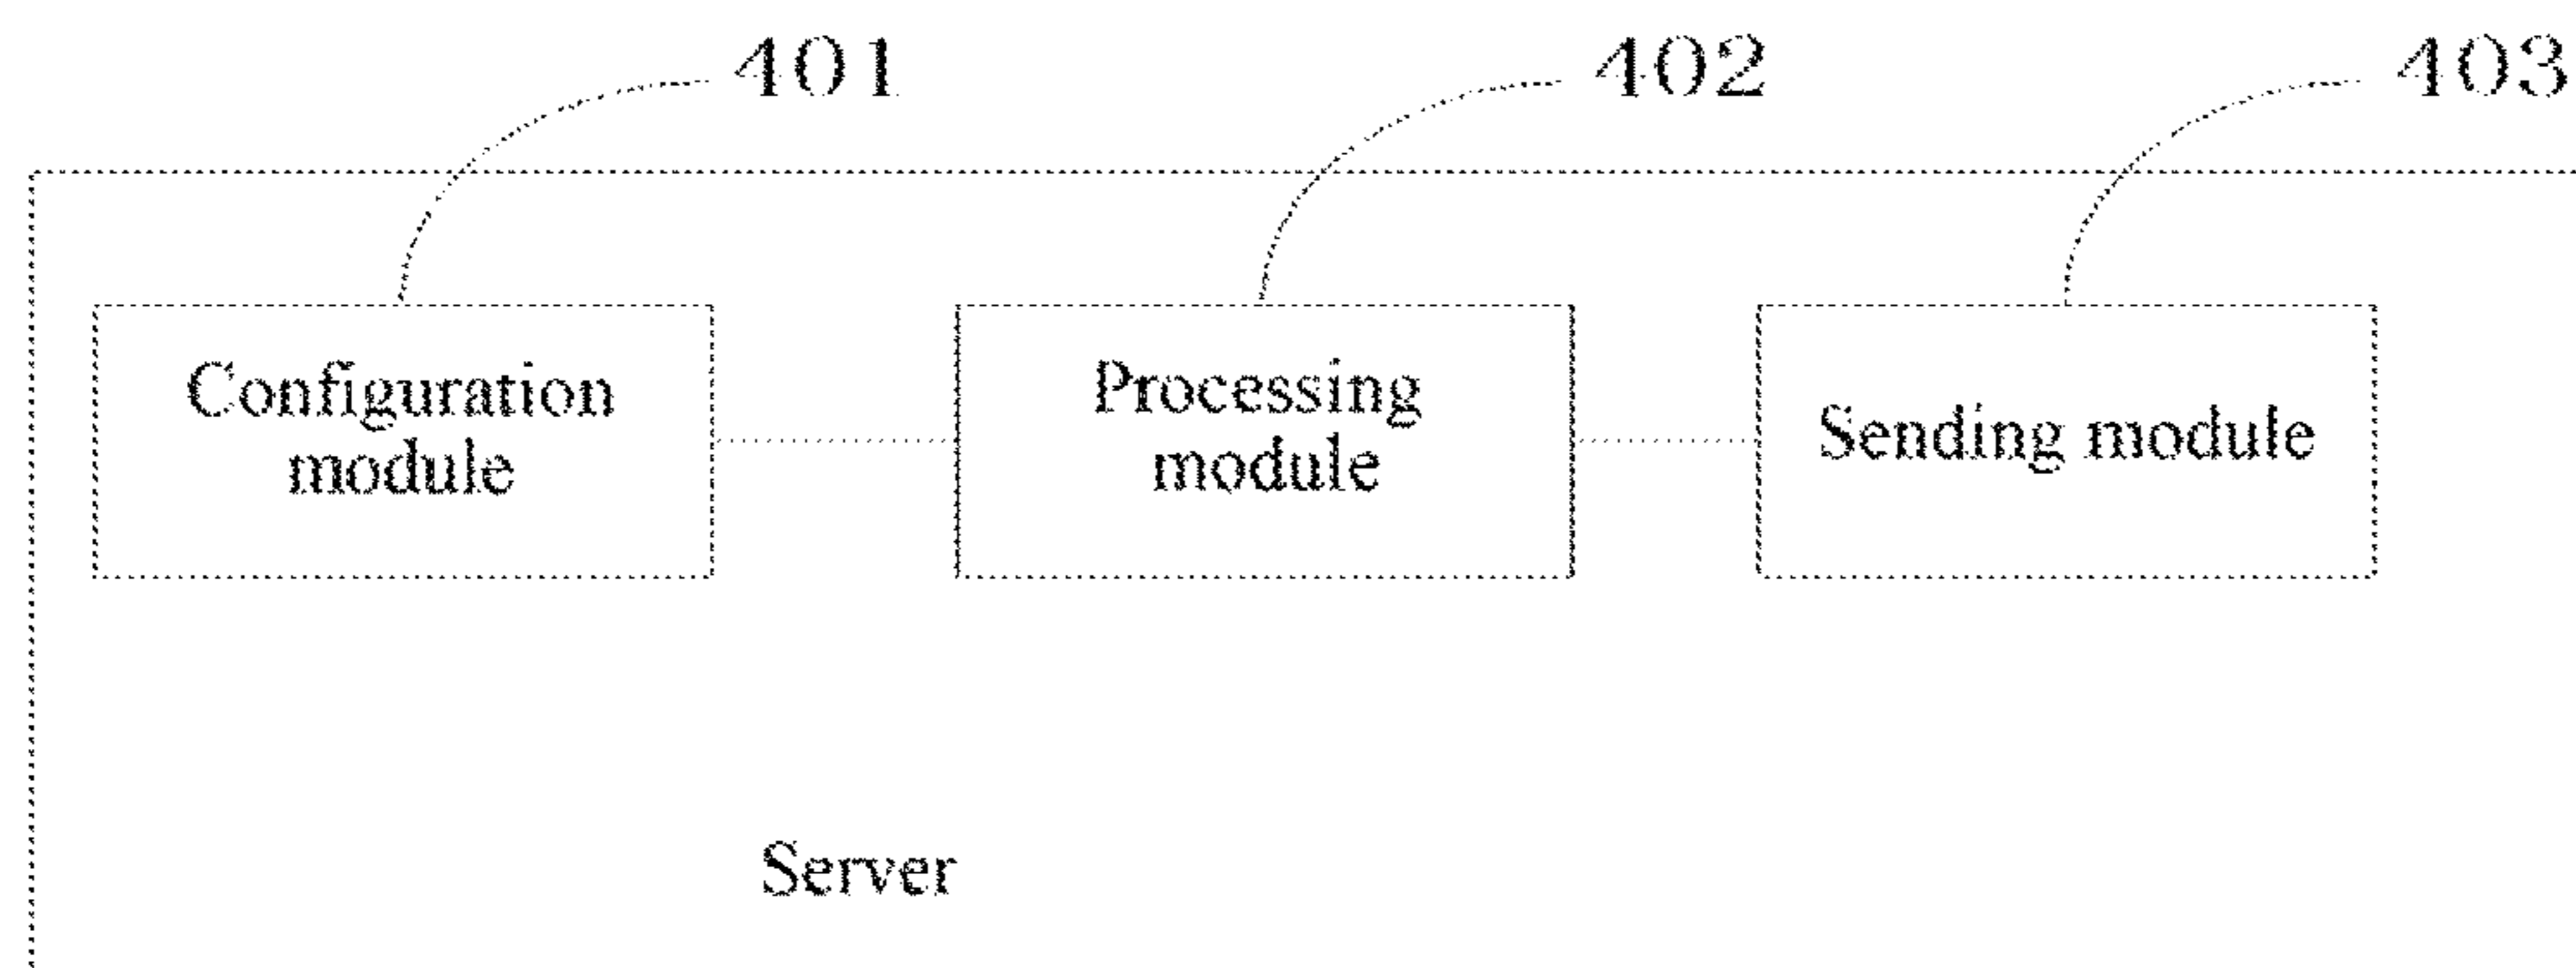 401
402
403
Configuration
module
Processing
module
Sending module
Server